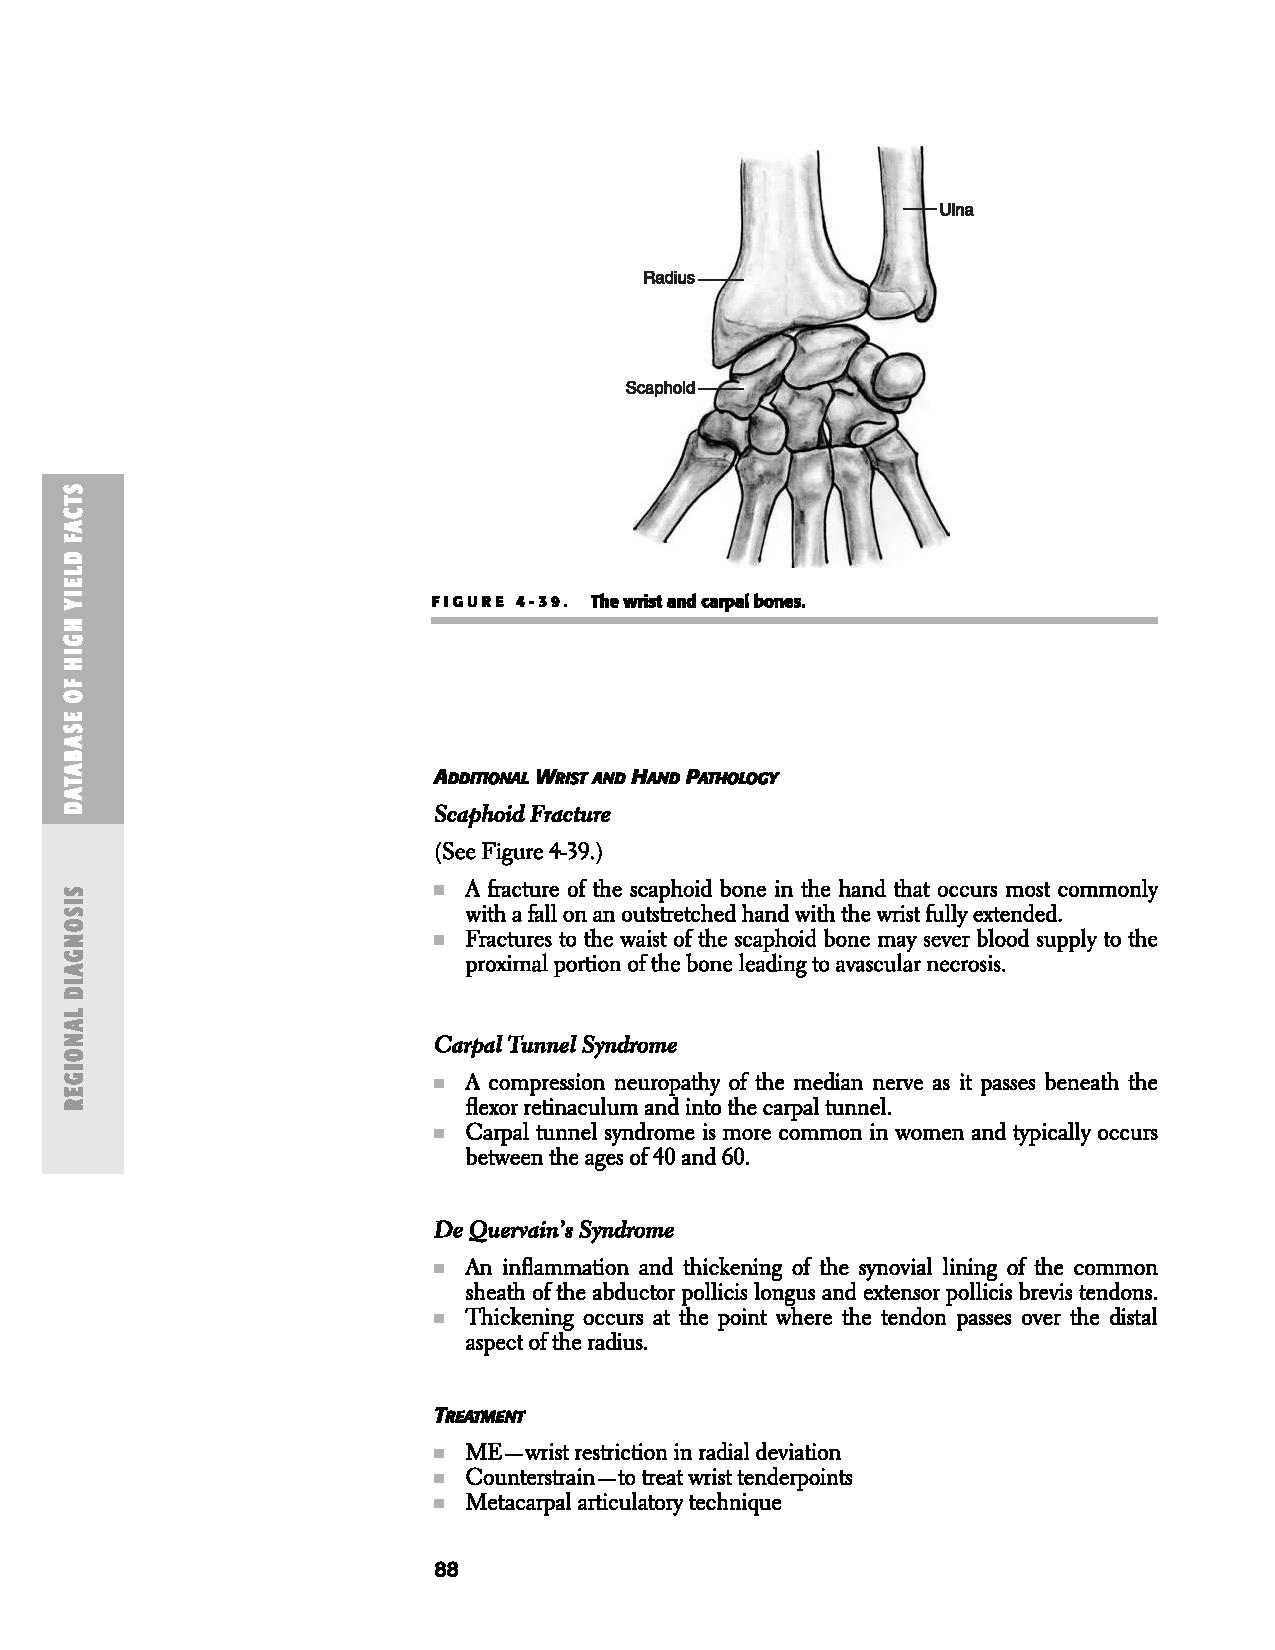 Ulna
Radius
Scaphoid
FIGURE 4-39. The wrist and carpal bones.
DATABASE OF HIGH YIELD FACTS
REGIONAL DIAGNOSIS
ADDITIONAL WRIST AND HAND PATHOLOGY
Scaphoid Fracture
(See Figure 4-39.)
■ A fracture of the scaphoid bone in the hand that occurs most commonly
with a fall on an outstretched hand with the wrist fully extended.
■ Fractures to the waist of the scaphoid bone may sever blood supply to the
proximal portion of the bone leading to avascular necrosis.
Carpal Tunnel Syndrome
■ A compression neuropathy of the median nerve as it passes beneath the
flexor retinaculum and into the carpal tunnel.
■ Carpal tunnel syndrome is more common in women and typically occurs
between the ages of 40 and 60.
De Quervain's Syndrome
■ An inflammation and thickening of the synovial lining of the common
sheath of the abductor pollicis longus and extensor pollicis brevis tendons.
■ Thickening occurs at the point where the tendon passes over the distal
aspect of the radius.
TREATMENT
■ ME—wrist restriction in radial deviation
■ Counterstrain—to treat wrist tenderpoints
■ Metacarpal articulatory technique
88